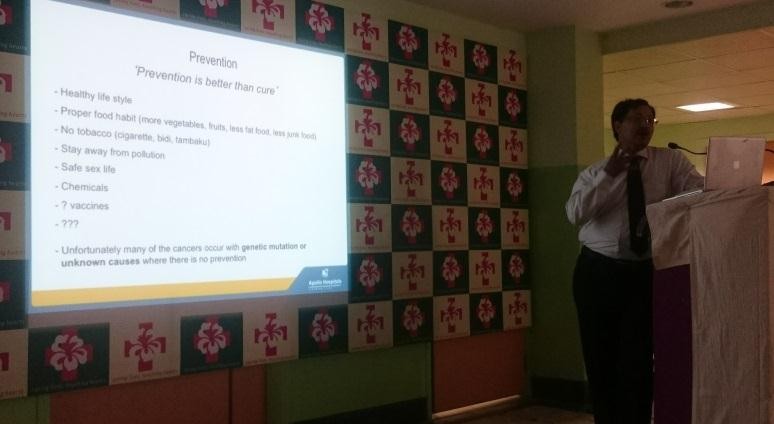 Prevention
'Prevention is better than cure'
- Healthy life style
- Proper food habit (more vegetables, fruits, less fat food, less junk food)
- No tobacco (cigarette, bidi, tambaku)
- Stay away from pollution
- Safe sex life
- Chemicals
- ? vaccines
- ???
- Unfortunately many of the cancers occur with genetic mutation or
unknown causes where there is no prevention
Apollo Hospitals